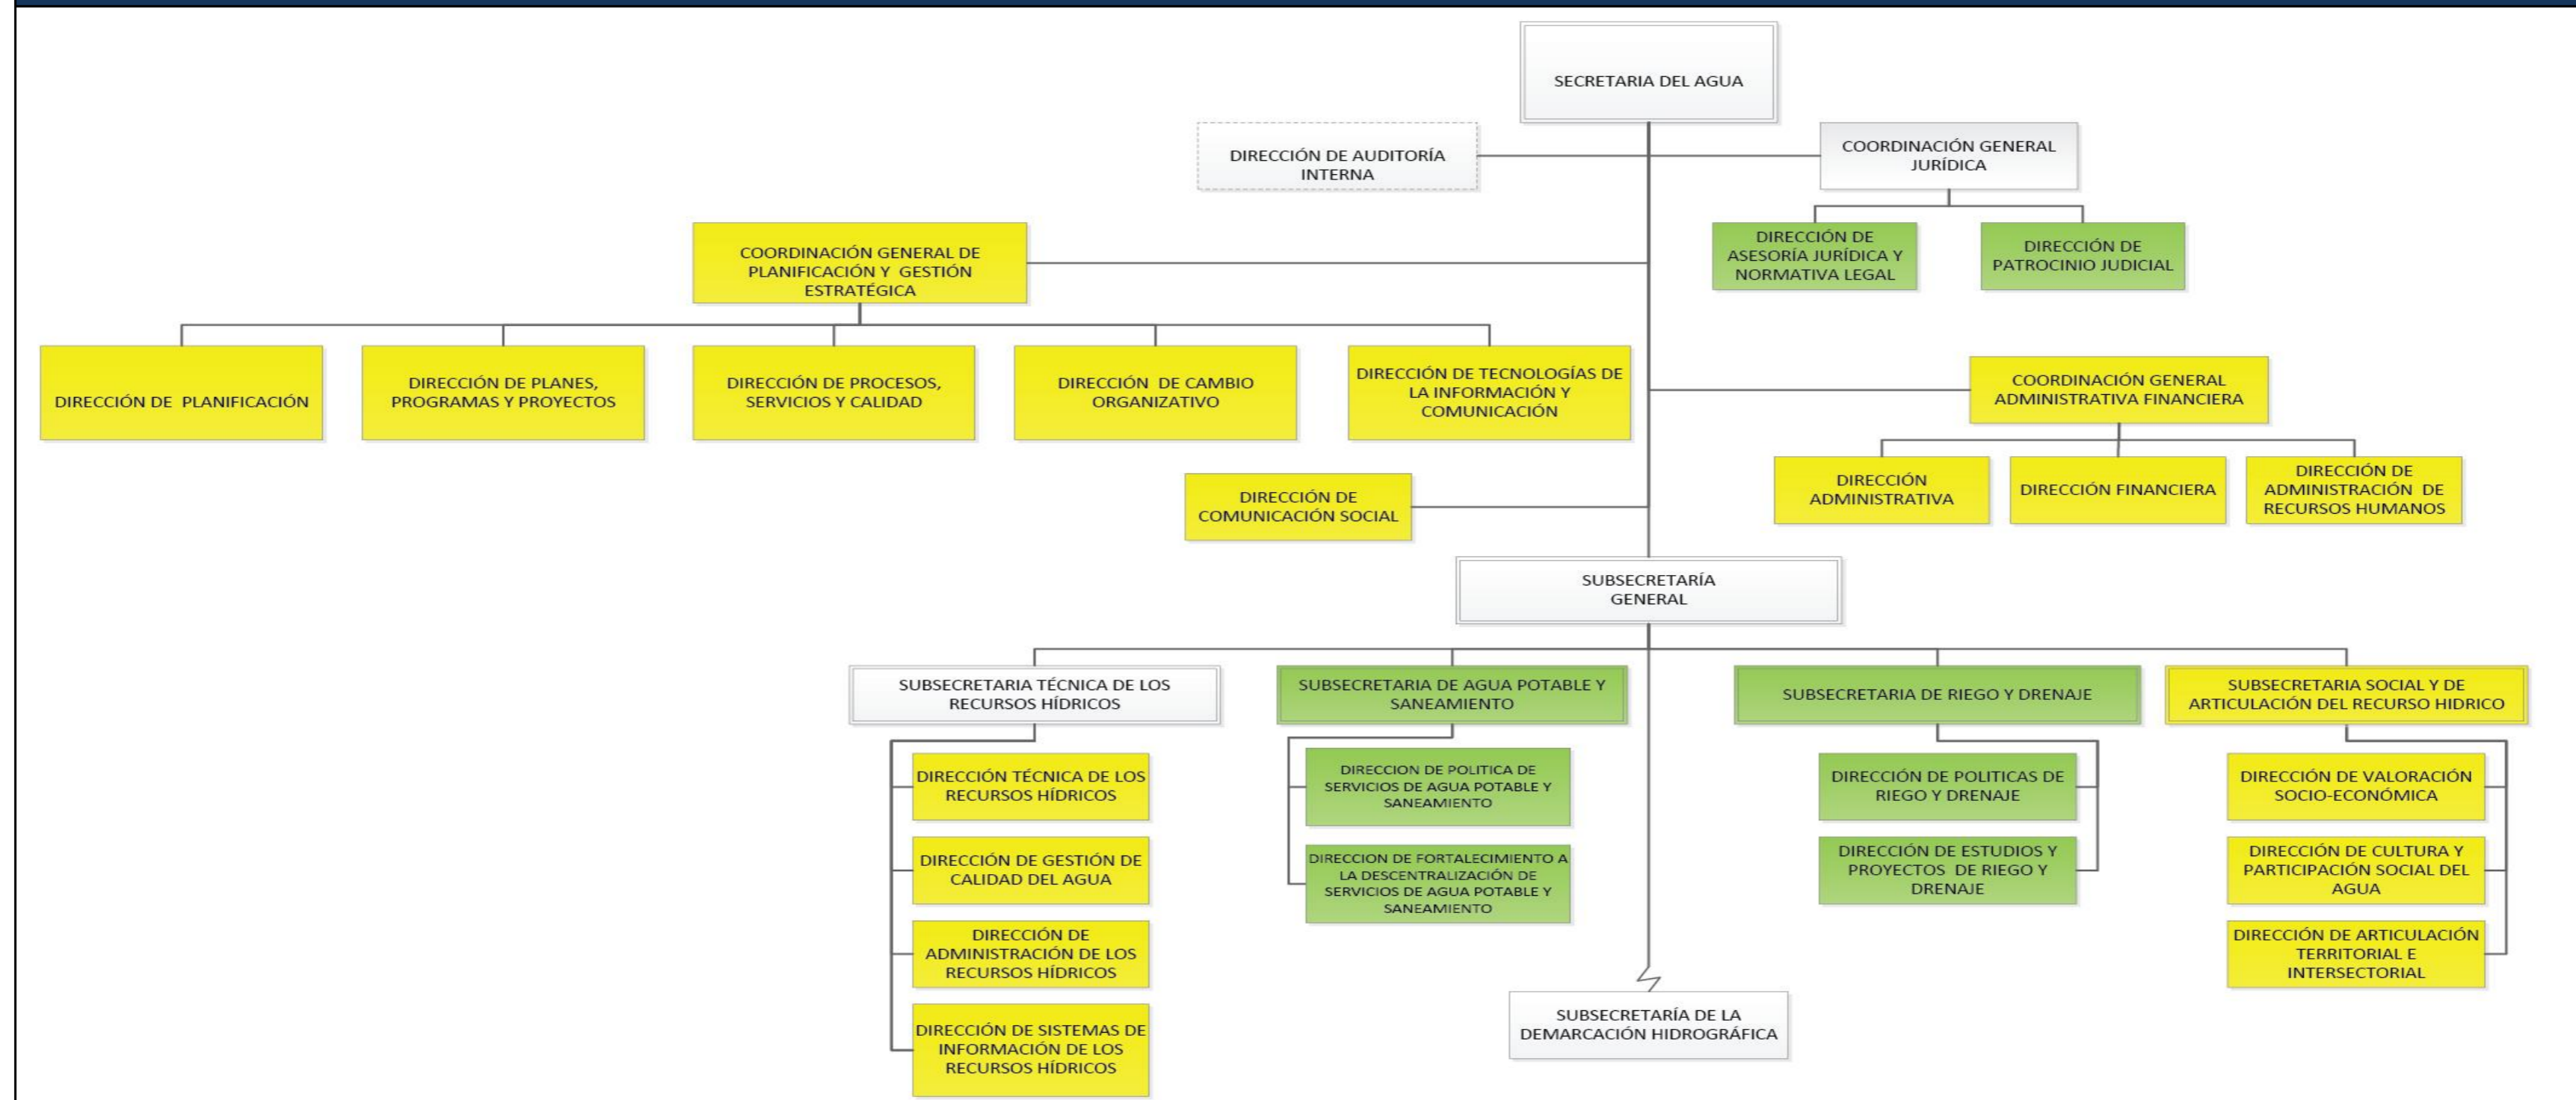 SECRETARIA DEL AGUA
DIRECCIÓN DE AUDITORÍA
INTERNA
COORDINACIÓN GENERAL
JURÍDICA
DIRECCIÓN DE
ASESORÍA JURÍDICA Y
NORMATIVA LEGAL
DIRECCIÓN DE
PATROCINIO JUDICIAL
COORDINACIÓN GENERAL DE
PLANIFICACIÓN Y GESTIÓN
ESTRATÉGICA
DIRECCIÓN DE PLANIFICACIÓN
DIRECCIÓN DE PLANES,
PROGRAMAS Y PROYECTOS
DIRECCIÓN DE PROCESOS,
SERVICIOS Y CALIDAD
DIRECCIÓN DE CAMBIO
ORGANIZATIVO
DIRECCIÓN DE TECNOLOGÍAS DE
LA INFORMACIÓN Y
COMUNICACIÓN
COORDINACIÓN GENERAL
ADMINISTRATIVA FINANCIERA
DIRECCIÓN
ADMINISTRATIVA
DIRECCIÓN FINANCIERA
DIRECCIÓN DE
ADMINISTRACIÓN DE
RECURSOS HUMANOS
DIRECCIÓN DE
COMUNICACIÓN SOCIAL
SUBSECRETARÍA
GENERAL
SUBSECRETARIA TÉCNICA DE LOS
RECURSOS HÍDRICOS
DIRECCIÓN TÉCNICA DE LOS
RECURSOS HÍDRICOS
DIRECCIÓN DE GESTIÓN DE
CALIDAD DEL AGUA
DIRECCIÓN DE
ADMINISTRACIÓN DE LOS
RECURSOS HÍDRICOS
DIRECCIÓN DE SISTEMAS DE
INFORMACIÓN DE LOS
RECURSOS HÍDRICOS
SUBSECRETARIA DE AGUA POTABLE Y
SANEAMIENTO
DIRECCION DE POLITICA DE
SERVICIOS DE AGUA POTABLE Y
SANEAMIENTO
DIRECCION DE FORTALECIMIENTO A
LA DESCENTRALIZACIÓN DE
SERVICIOS DE AGUA POTABLE Y
SANEAMIENTO
SUBSECRETARIA DE RIEGO Y DRENAJE
DIRECCIÓN DE POLITICAS DE
RIEGO Y DRENAJE
DIRECCIÓN DE ESTUDIOS Y
PROYECTOS DE RIEGO Y
DRENAJE
SUBSECRETARIA SOCIAL Y DE
ARTICULACIÓN DEL RECURSO HIDRICO
DIRECCIÓN DE VALORACIÓN
SOCIO-ECONÓMICA
DIRECCIÓN DE CULTURA Y
PARTICIPACIÓN SOCIAL DEL
AGUA
DIRECCIÓN DE ARTICULACIÓN
TERRITORIAL E
INTERSECTORIAL
SUBSECRETARÍA DE LA
DEMARCACIÓN HIDROGRÁFICA